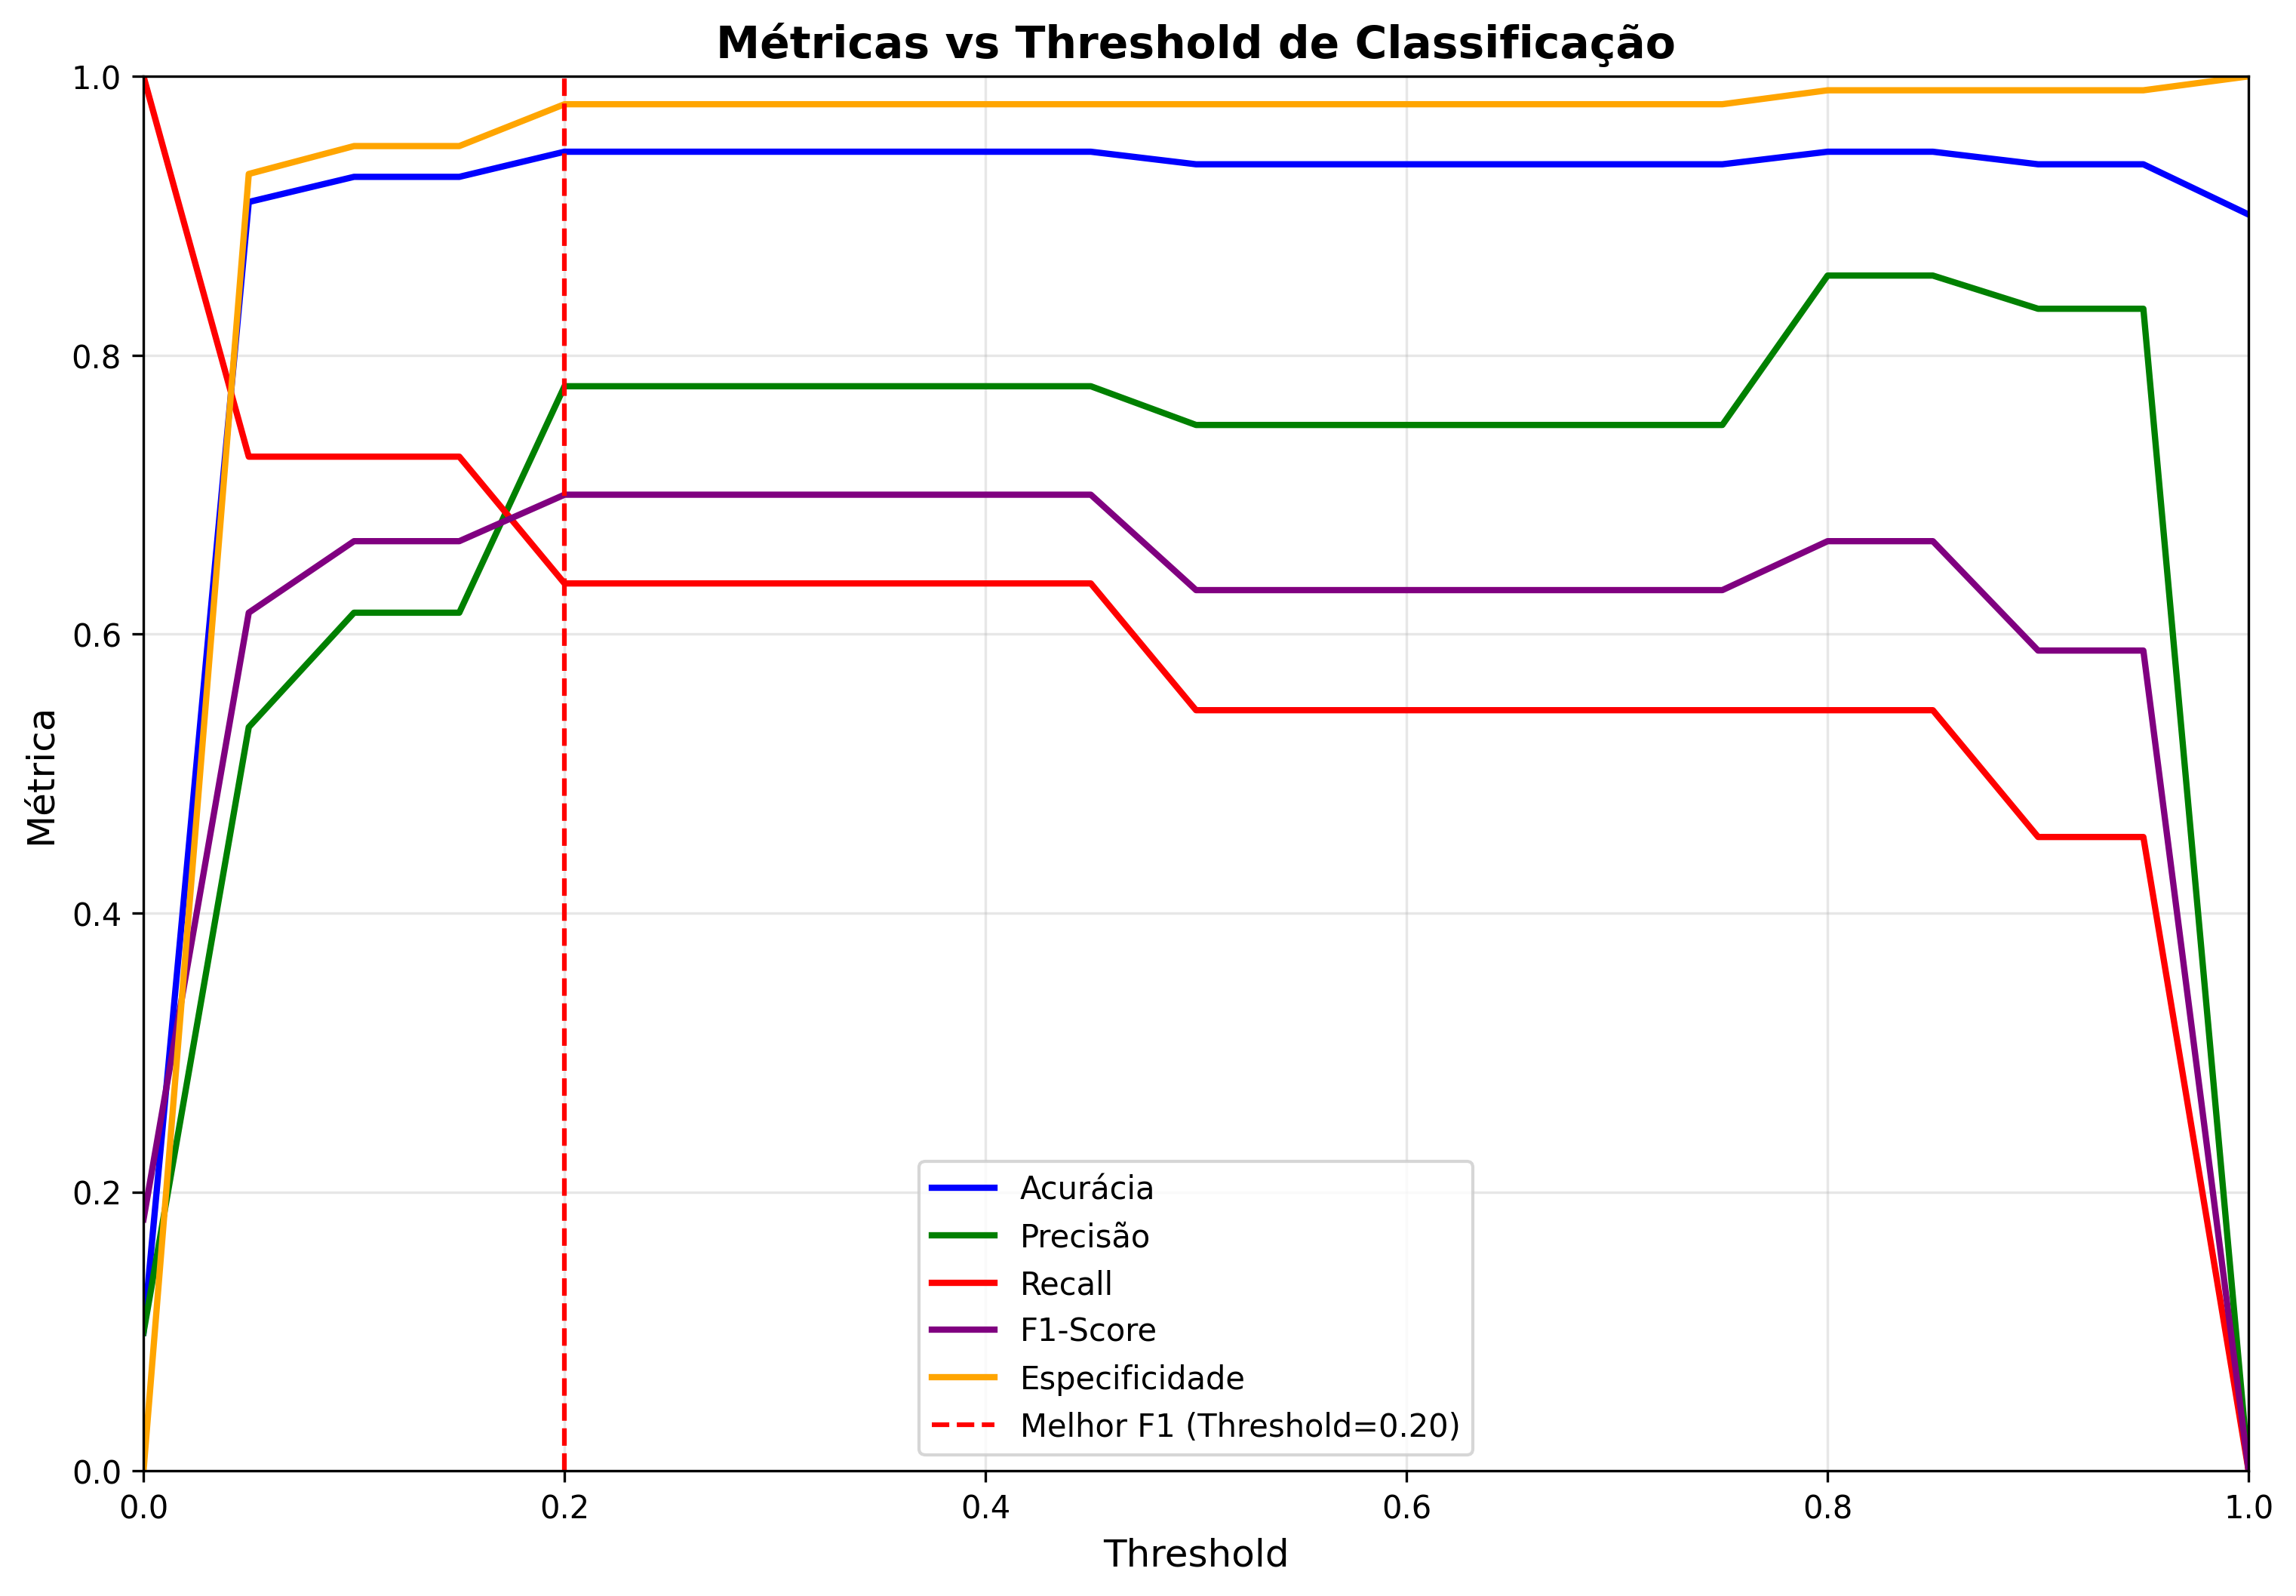 Métricas vs Threshold de Classificação
Métrica
1.0
0.8
0.6
0.4
0.2
0.0
Acurácia
Precisão
Recall
F1-Score
Especificidade
Melhor F1 (Threshold=0.20)
0.0 0.2 0.4 0.6 0.8 1.0
Threshold